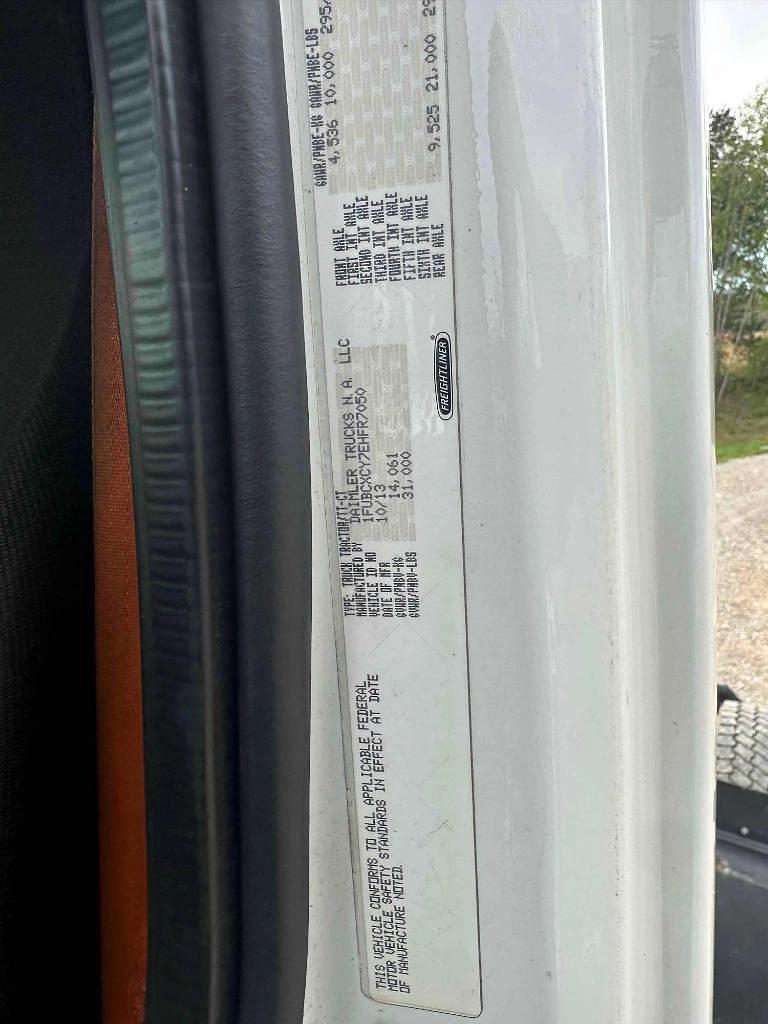 THIS VEHICLE CONFORMS TO ALL APPLICABLE FEDERAL
MOTOR VEHICLE SAFETY STANDARDS IN EFFECT AT DATE
OF MANUFACTURE NOTED.
TYPE: TRUCK TRACTOR/TT-CT
MANUFACTURED BY DAIMLER TRUCKS N.A. LLC
VEHICLE ID NO 1FUBCXCY7EHFR7050
DATE OF MFR 10/13
GVWR/PNBV-KG 14,061
GVWR/PNBV-LBS 31,000
FREIGHTLINER
GAWR/PNBE-KG GAWR/PNBE-LBS
FRONT AXLE 4,536 10,000 295/
FIRST INT AXLE
SECOND INT AXLE
THIRD INT AXLE
FOURTH INT AXLE
FIFTH INT AXLE
SIXTH INT AXLE
REAR AXLE 9,525 21,000 29